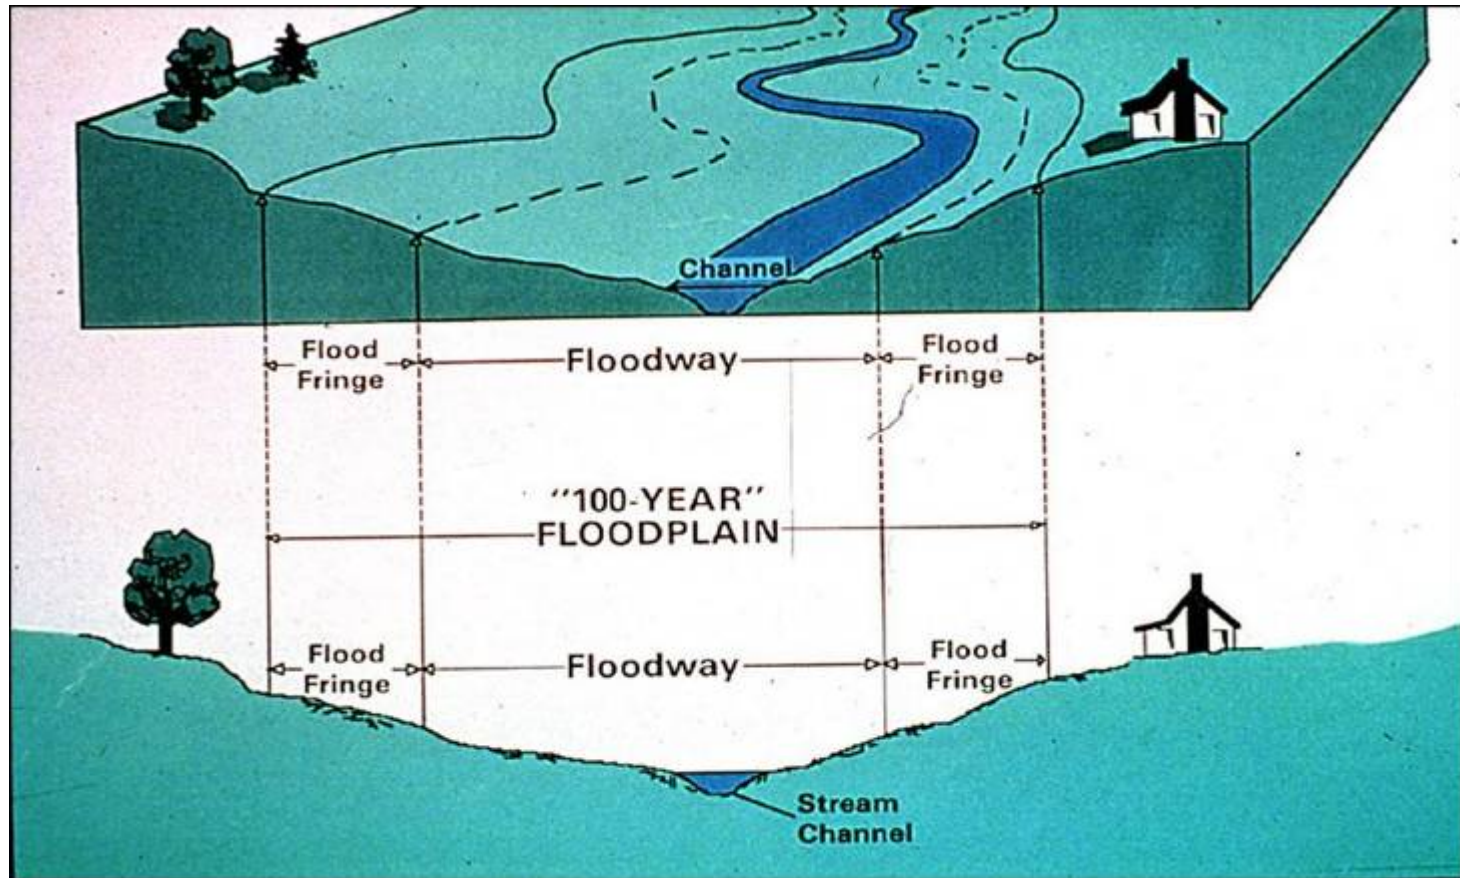 Channel
Flood
Fringe
Floodway
Flood
Fringe
"100-YEAR"
FLOODPLAIN
Flood
Fringe
Floodway
Flood
Fringe
Stream
Channel